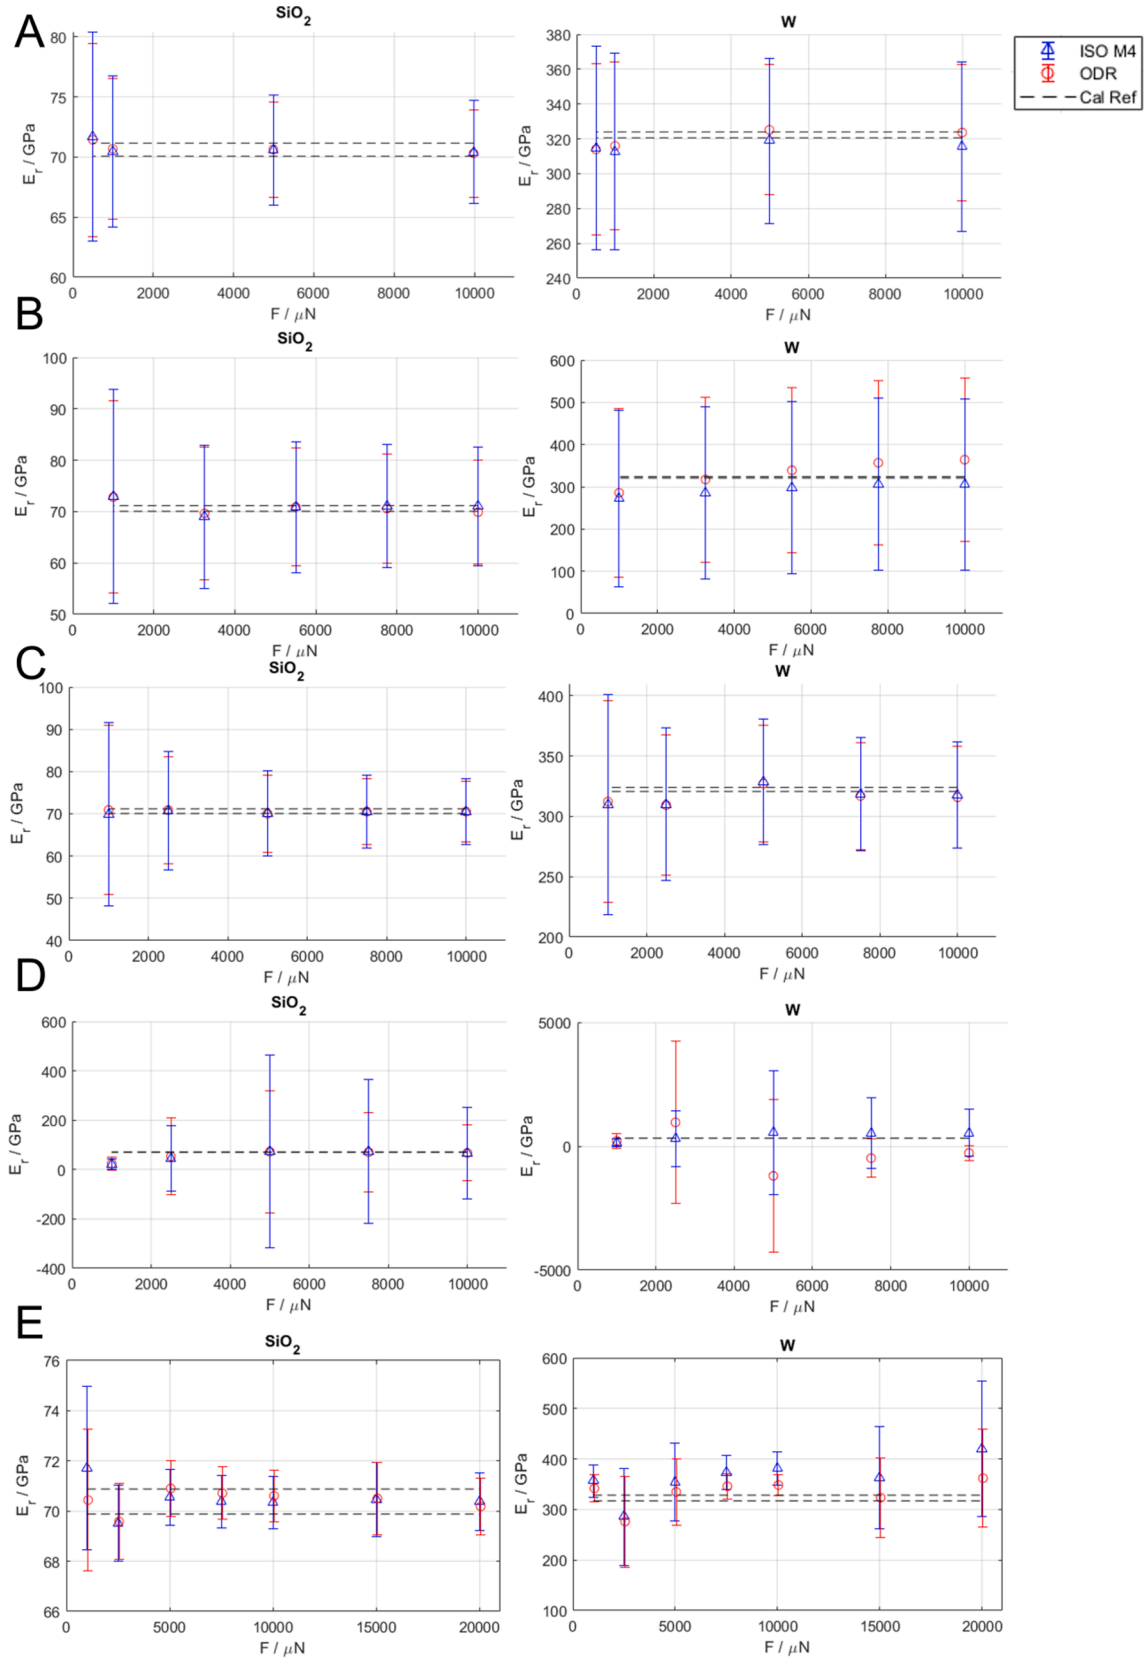 A
SiO2
W
80
75
70
65
60
Er / GPa
0 2000 4000 6000 8000 10000
F / μN
380
360
340
320
300
280
260
240
Er / GPa
0 2000 4000 6000 8000 10000
F / μN
ISO M4
ODR
Cal Ref
B
SiO2
W
100
90
80
70
60
50
Er / GPa
0 2000 4000 6000 8000 10000
F / μN
600
500
400
300
200
100
0
Er / GPa
0 2000 4000 6000 8000 10000
F / μN
C
SiO2
W
100
90
80
70
60
50
40
Er / GPa
0 2000 4000 6000 8000 10000
F / μN
400
350
300
250
200
Er / GPa
0 2000 4000 6000 8000 10000
F / μN
D
SiO2
W
600
400
200
0
-200
-400
Er / GPa
0 2000 4000 6000 8000 10000
F / μN
5000
0
-5000
Er / GPa
0 2000 4000 6000 8000 10000
F / μN
E
SiO2
W
76
74
72
70
68
66
Er / GPa
0 5000 10000 15000 20000
F / μN
600
500
400
300
200
100
Er / GPa
0 5000 10000 15000 20000
F / μN